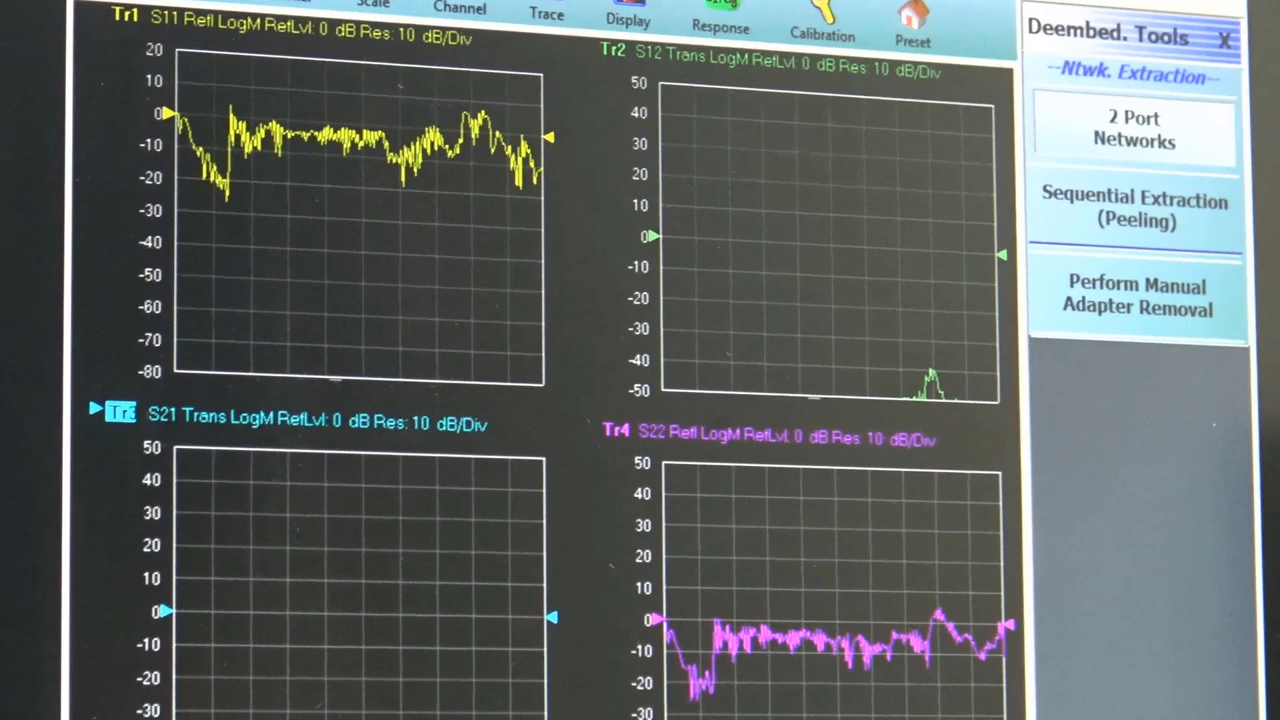 Scale
Channel
Trace
Display
Response
Calibration
Preset
Tr1 S11 Refl LogM RefLvl: 0 dB Res: 10 dB/Div
20
10
0
-10
-20
-30
-40
-50
-60
-70
-80
Tr2 S12 Trans LogM RefLvl: 0 dB Res: 10 dB/Div
50
40
30
20
10
0
-10
-20
-30
-40
-50
Tr3 S21 Trans LogM RefLvl: 0 dB Res: 10 dB/Div
50
40
30
20
10
0
-10
-20
-30
Tr4 S22 Refl LogM RefLvl: 0 dB Res: 10 dB/Div
50
40
30
20
10
0
-10
-20
-30
Deembed. Tools X
--Ntwk. Extraction--
2 Port
Networks
Sequential Extraction
(Peeling)
Perform Manual
Adapter Removal